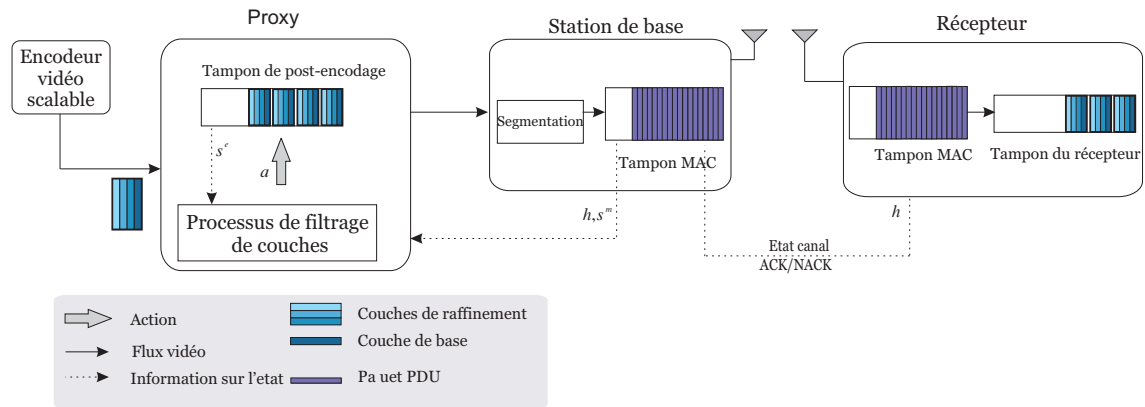 Proxy
Station de base
Récepteur
Encodeur
vidéo
scalable
Tampon de post-encodage
s^e
a
Processus de filtrage
de couches
Segmentation
Tampon MAC
h,s^m
Tampon MAC
Tampon du récepteur
h
Etat canal
ACK/NACK
Action
Flux vidéo
Information sur l'etat
Couches de raffinement
Couche de base
Pa uet PDU